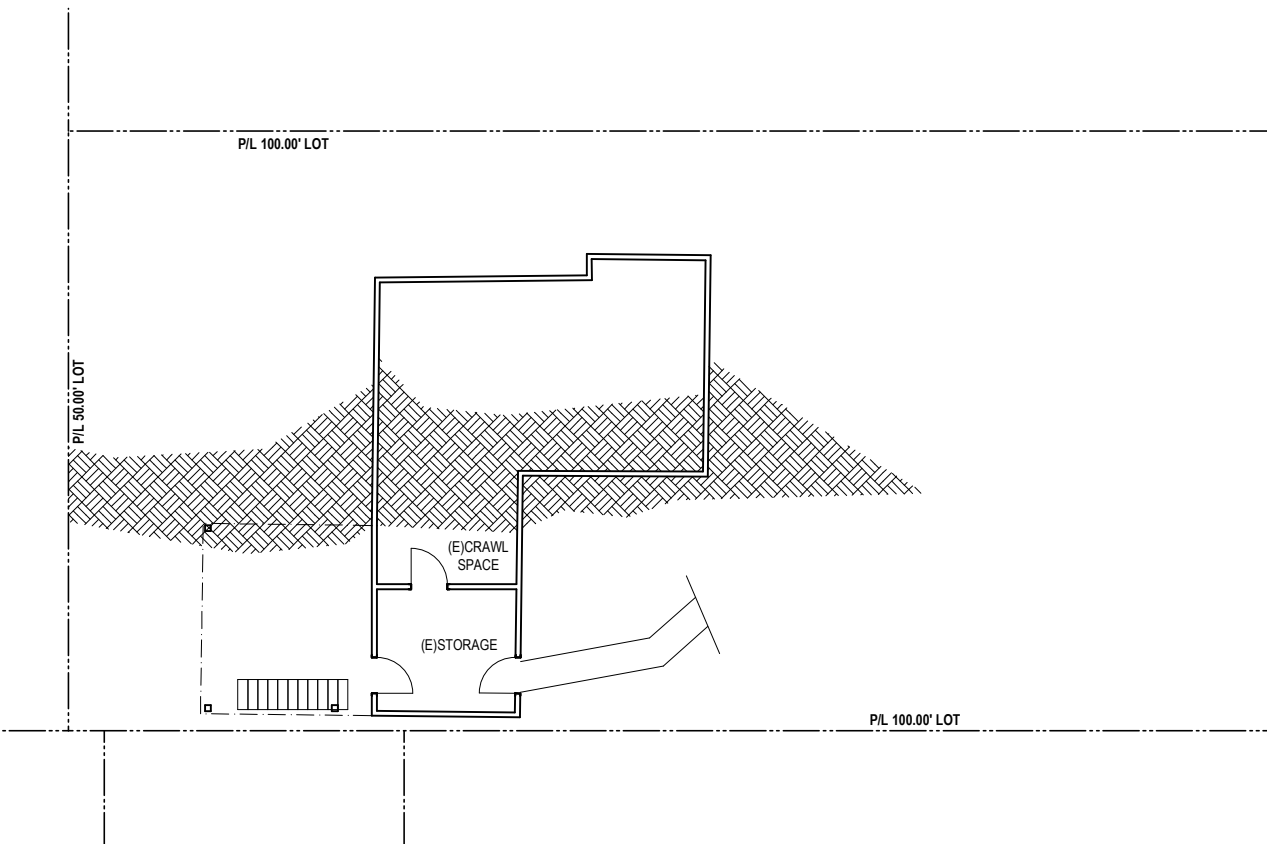 P/L 100.00' LOT
P/L 50.00' LOT
(E)CRAWL
SPACE
(E)STORAGE
P/L 100.00' LOT